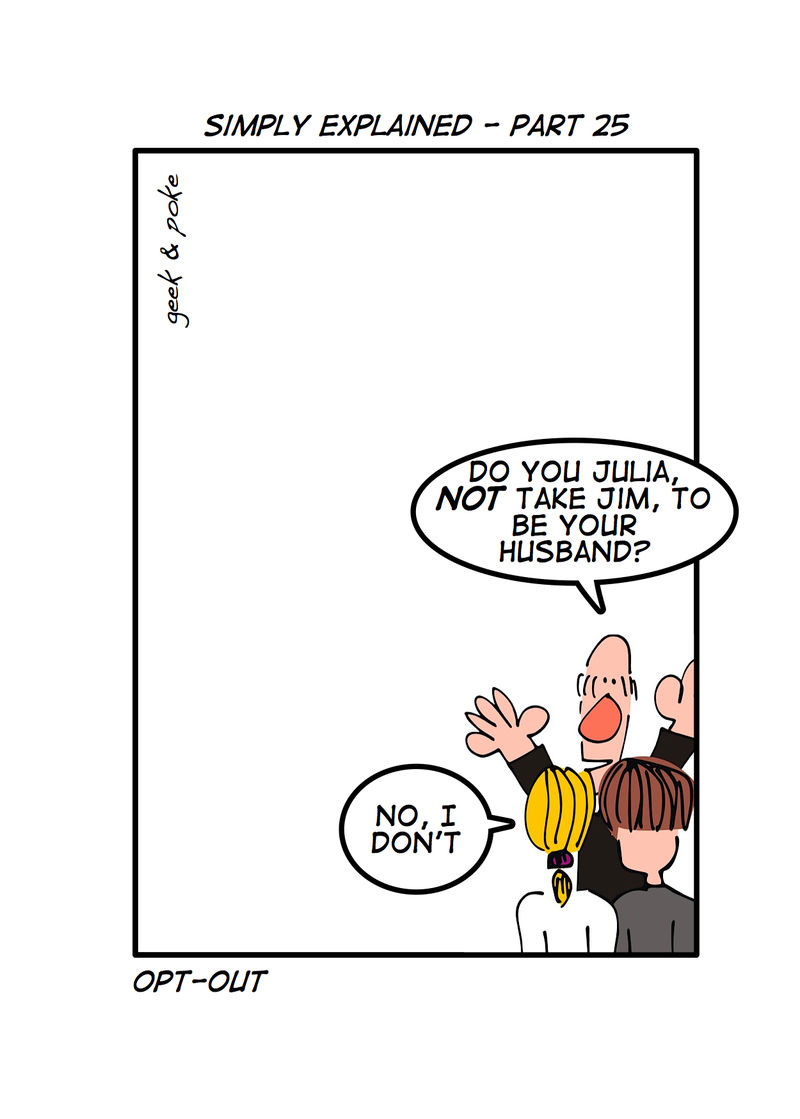 SIMPLY EXPLAINED - PART 25
geek & poke
DO YOU JULIA,
NOT TAKE JIM, TO
BE YOUR
HUSBAND?
NO, I
DON'T
OPT-OUT